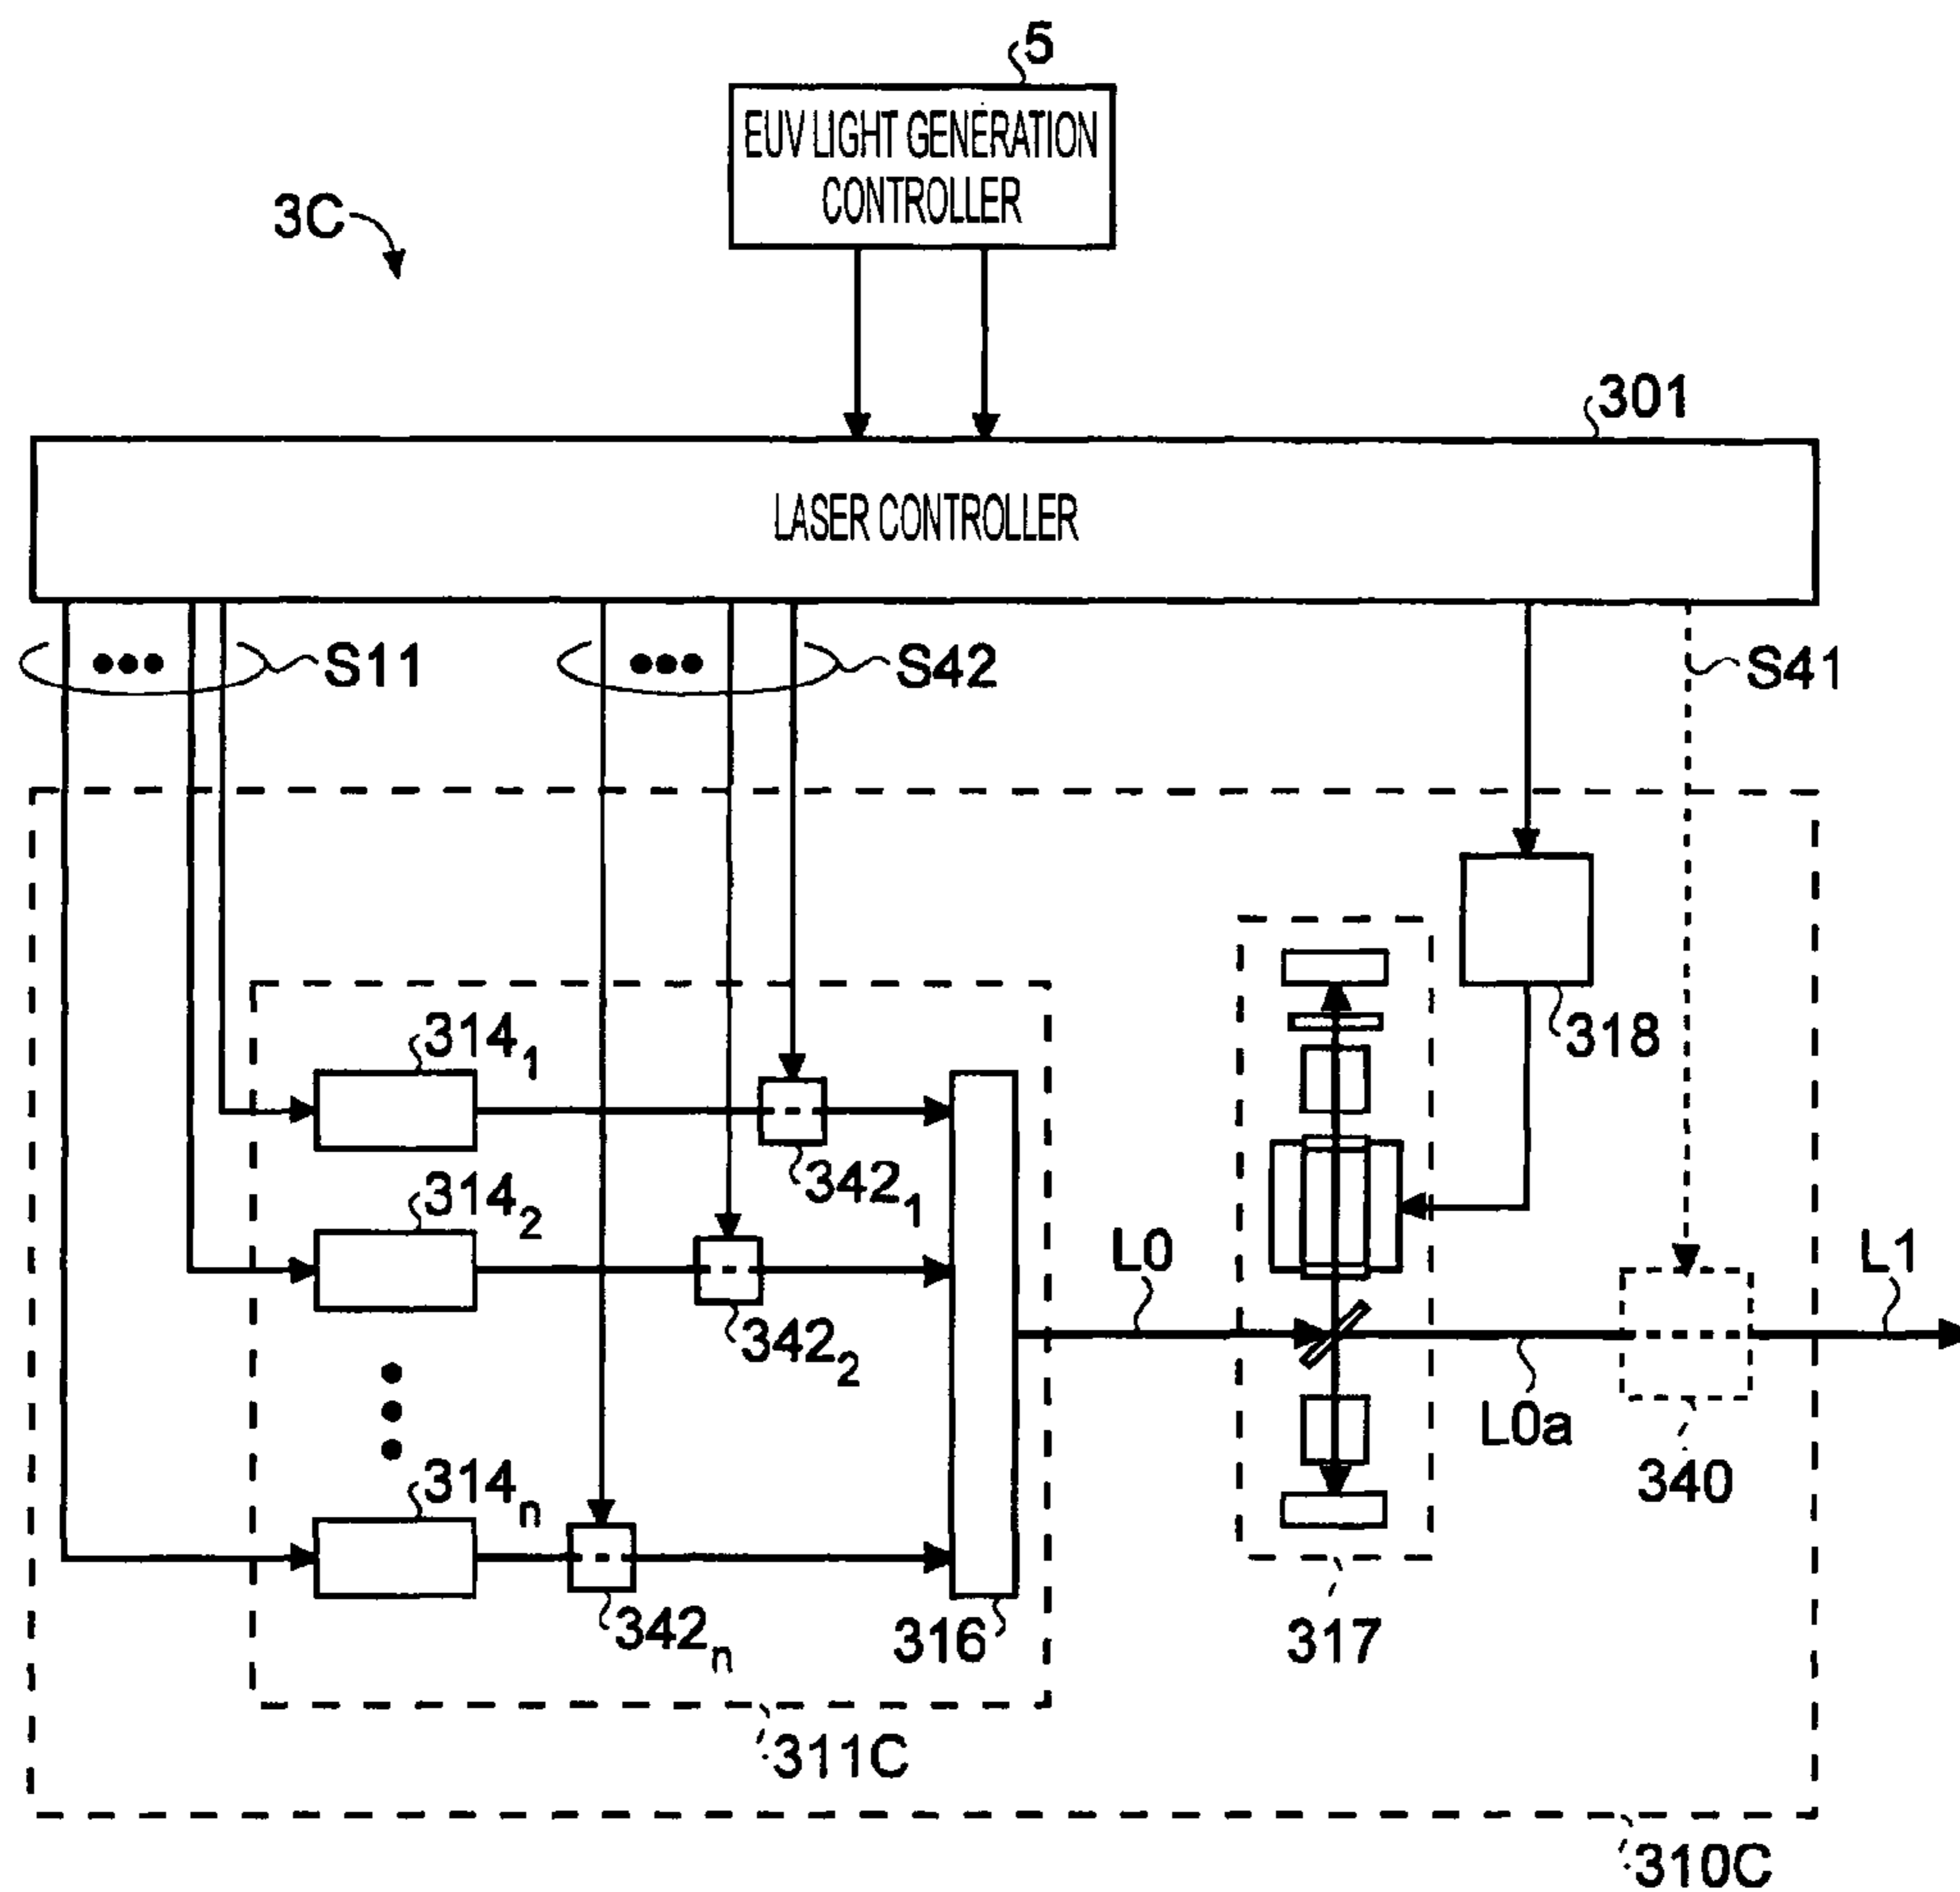 5
EUV LIGHT GENERATION
CONTROLLER
3C
301
LASER CONTROLLER
S11
S42
S41
318
314₁
342₁
314₂
342₂
L0
L1
L0a
340
314ₙ
342ₙ
316
317
311C
310C